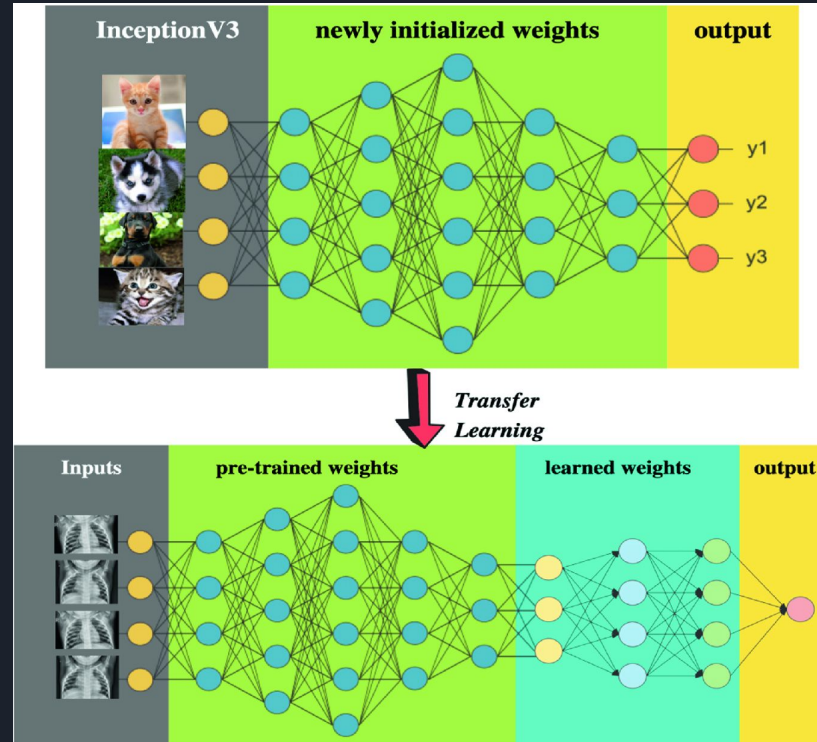 InceptionV3 newly initialized weights output
y1
y2
y3
Transfer
Learning
Inputs pre-trained weights learned weights output